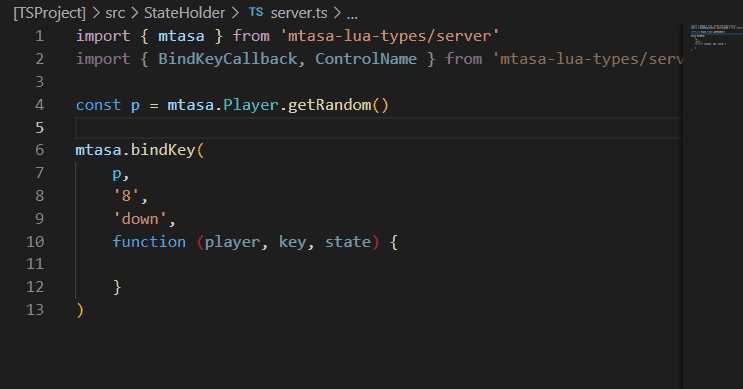 [TSProject] > src > StateHolder > TS server.ts > ...
1 import { mtasa } from 'mtasa-lua-types/server'
2 import { BindKeyCallback, ControlName } from 'mtasa-lua-types/serv
3
4 const p = mtasa.Player.getRandom()
5
6 mtasa.bindKey(
7 p,
8 '8',
9 'down',
10 function (player, key, state) {
11
12 }
13 )